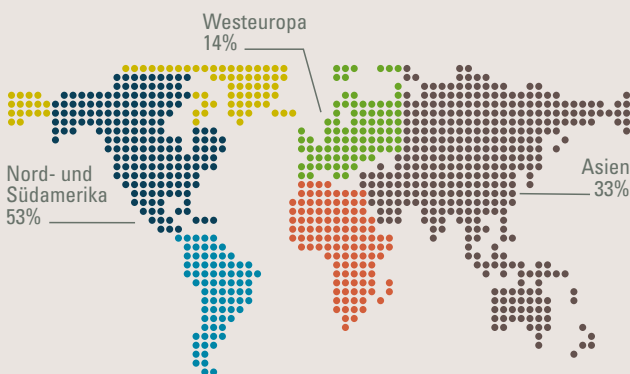 Westeuropa
14%
Nord- und
Südamerika
53%
Asien
33%